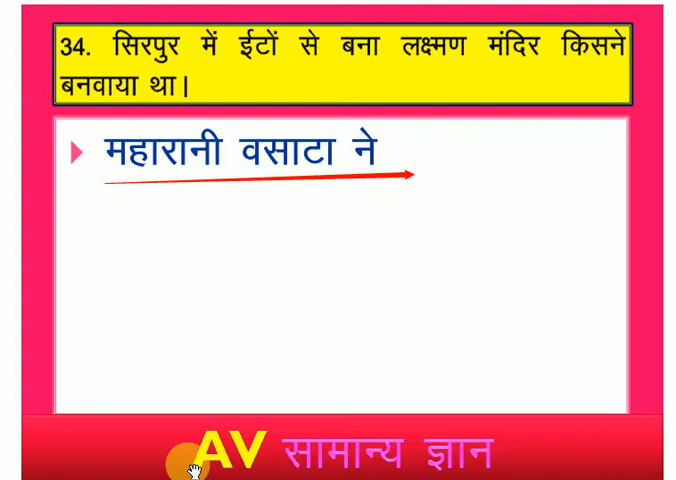 34. सिरपुर में ईटों से बना लक्ष्मण मंदिर किसने
बनवाया था।
महारानी वसाटा ने
AV सामान्य ज्ञान